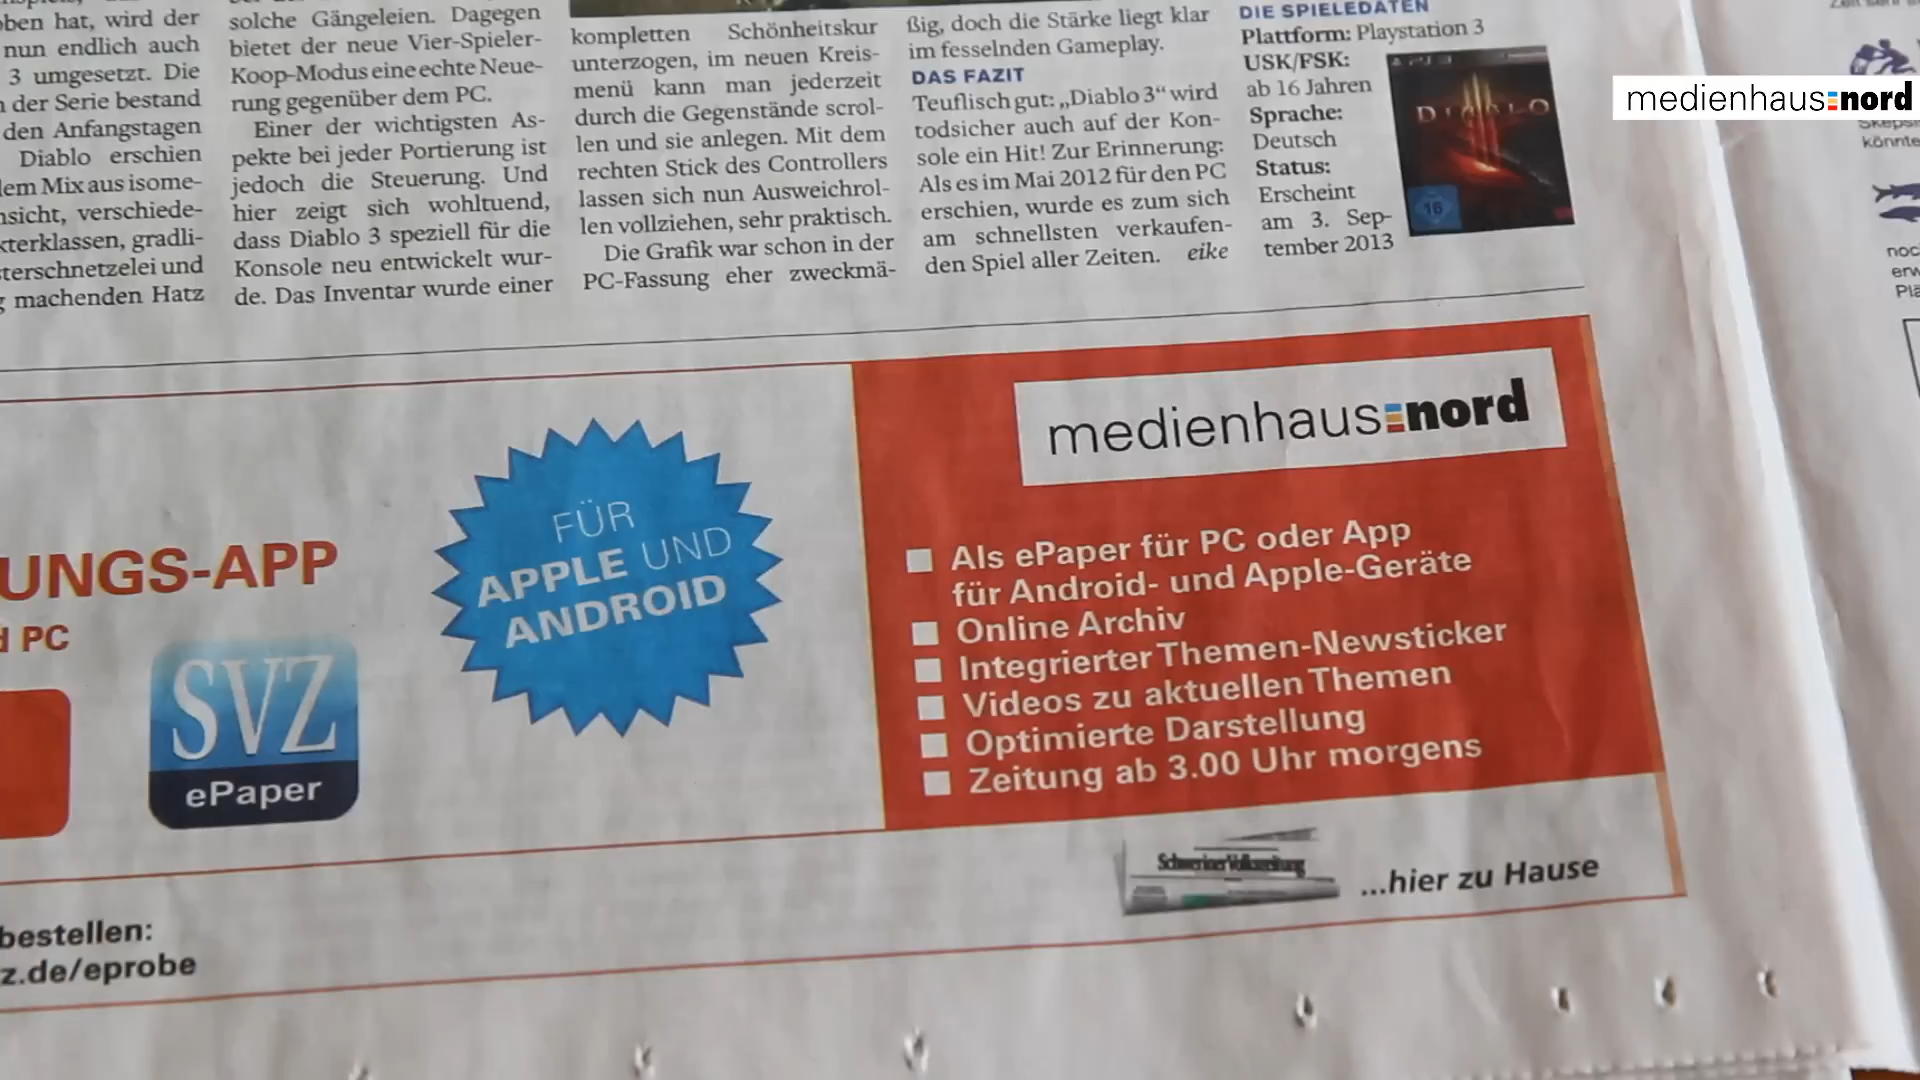 ben hat, wird der
nun endlich auch
3 umgesetzt. Die
der Serie bestand
den Anfangstagen
Diablo erschien
dem Mix aus isome-
nsicht, verschiede-
kterklassen, gradli-
terschnetzelei und
machenden Hatz
solche Gängeleien. Dagegen
bietet der neue Vier-Spieler-
Koop-Modus eine echte Neue-
rung gegenüber dem PC.
Einer der wichtigsten As-
pekte bei jeder Portierung ist
jedoch die Steuerung. Und
hier zeigt sich wohltuend,
dass Diablo 3 speziell für die
Konsole neu entwickelt wur-
de. Das Inventar wurde einer
kompletten Schönheitskur
unterzogen, im neuen Kreis-
menü kann man jederzeit
durch die Gegenstände scrol-
len und sie anlegen. Mit dem
rechten Stick des Controllers
lassen sich nun Ausweichrol-
len vollziehen, sehr praktisch.
Die Grafik war schon in der
PC-Fassung eher zweckmä-
ßig, doch die Stärke liegt klar
im fesselnden Gameplay.
DAS FAZIT
Teuflisch gut: „Diablo 3“ wird
todsicher auch auf der Kon-
sole ein Hit! Zur Erinnerung:
Als es im Mai 2012 für den PC
erschien, wurde es zum sich
am schnellsten verkaufen-
den Spiel aller Zeiten. eike
DIE SPIELEDATEN
Plattform: Playstation 3
USK/FSK:
ab 16 Jahren
Sprache:
Deutsch
Status:
Erscheint
am 3. Sep-
tember 2013
DIABLO
16
medienhaus nord
könnte
noc
erw
Plä
UNGS-APP
d PC
SVZ
ePaper
FÜR
APPLE UND
ANDROID
medienhaus nord
Als ePaper für PC oder App
für Android- und Apple-Geräte
Online Archiv
Integrierter Themen-Newsticker
Videos zu aktuellen Themen
Optimierte Darstellung
Zeitung ab 3.00 Uhr morgens
Schweriner Volkszeitung
...hier zu Hause
bestellen:
z.de/eprobe